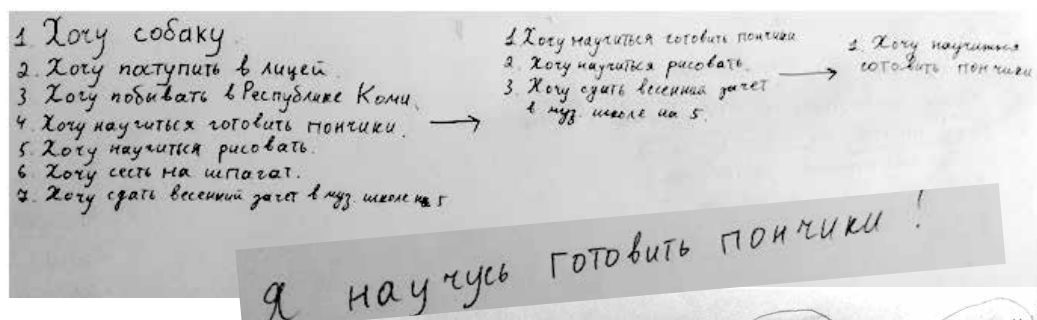 1. Хочу собаку.
2. Хочу поступить в лицей.
3 Хочу побывать в Республике Коми.
4. Хочу научиться готовить пончики.
5. Хочу научиться рисовать.
6 Хочу сесть на шпагат.
7. Хочу сдать весенний зачет в муз. школе на 5
1 Хочу научиться готовить пончики
2. Хочу научиться рисовать.
3. Хочу сдать весенний зачет
в муз. школе на 5.
1. Хочу научиться
готовить пончики
Я научусь готовить пончики!